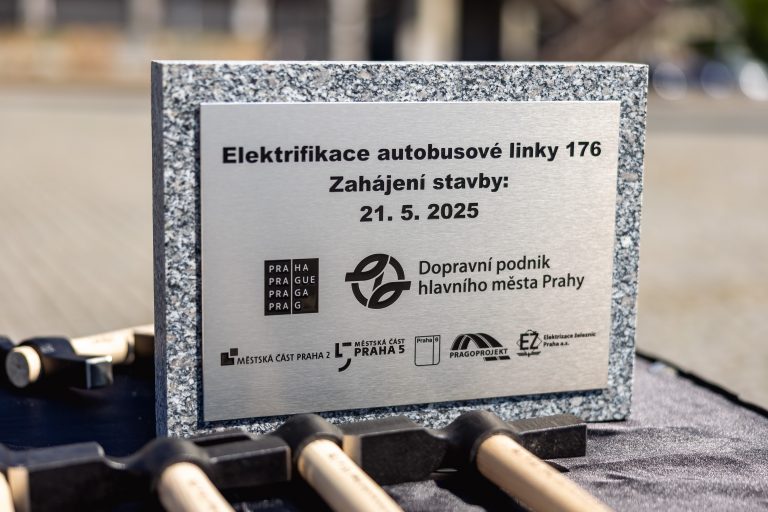 Elektrifikace autobusové linky 176
Zahájení stavby:
21. 5. 2025
PRA HA
PRA GUE
PRA GA
PRA G
Dopravní podnik
hlavního města Prahy
MĚSTSKÁ ČÁST PRAHA 2
MĚSTSKÁ ČÁST
PRAHA 5
Praha 9
PRAGOPROJEKT
EŽ
Elektrizace železnic
Praha a.s.